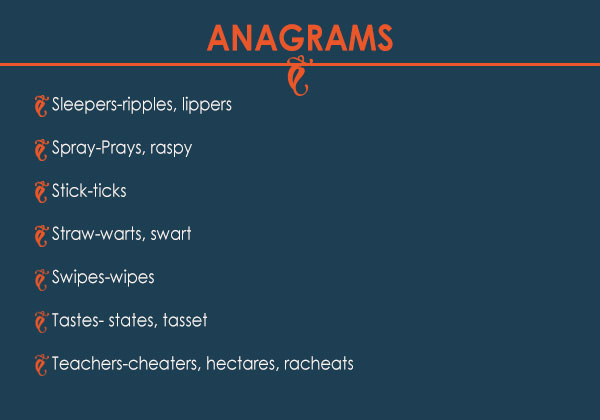 ANAGRAMS
Sleepers-ripples, lippers
Spray-Prays, raspy
Stick-ticks
Straw-warts, swart
Swipes-wipes
Tastes- states, tasset
Teachers-cheaters, hectares, racheats